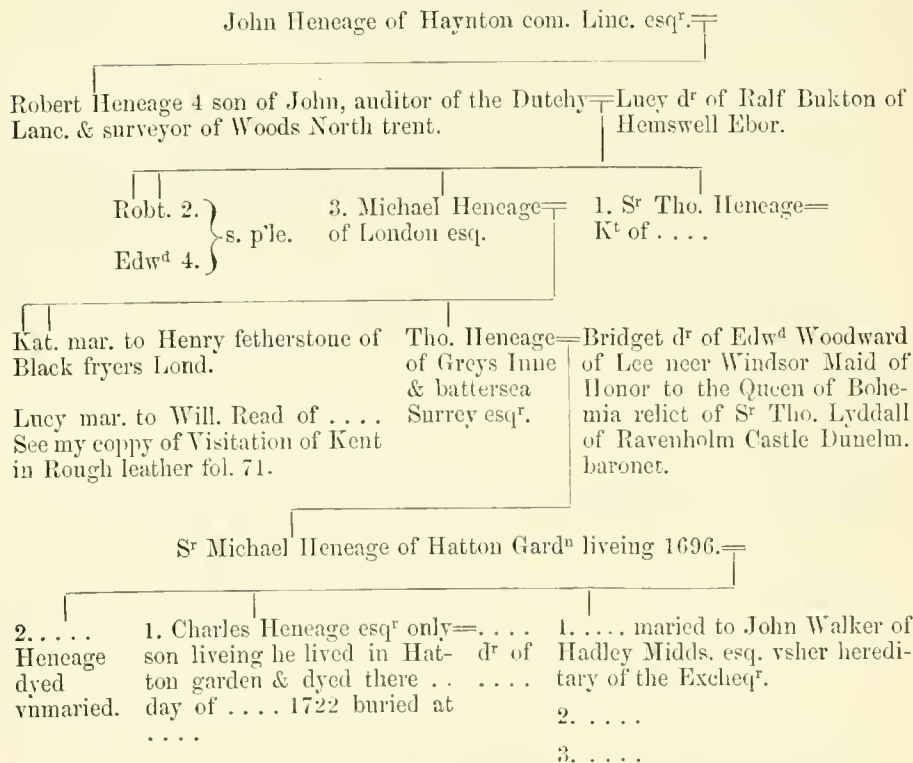 John Heneage of Haynton com. Linc. esqr.
Robert Heneage 4 son of John, auditor of the Dutchy
Lanc. & surveyor of Woods North trent.
Lucy dr of Ralf Bukton of
Hemswell Ebor.
Robt. 2.
Edwd 4.
s. p'le.
3. Michael Heneage
of London esq.
1. Sr Tho. Heneage
Kt of . . . .
Kat. mar. to Henry fetherstone of
Black fryers Lond.
Lucy mar. to Will. Read of . . . .
See my coppy of Visitation of Kent
in Rough leather fol. 71.
Tho. Heneage
of Greys Inne
& battersea
Surrey esqr.
Bridget dr of Edwd Woodward
of Lee neer Windsor Maid of
Honor to the Queen of Bohe-
mia relict of Sr Tho. Lyddall
of Ravenholm Castle Dunelm.
baronet.
Sr Michael Heneage of Hatton Gardn liveing 1696.
2. . . . .
Heneage
dyed
vnmaried.
1. Charles Heneage esqr only
son liveing he lived in Hat-
ton garden & dyed there . .
day of . . . . 1722 buried at
. . . .
. . . .
dr of
. . . .
1. . . . . maried to John Walker of
Hadley Midds. esq. vsher heredi-
tary of the Excheqr.
2. . . . .
3. . . . .